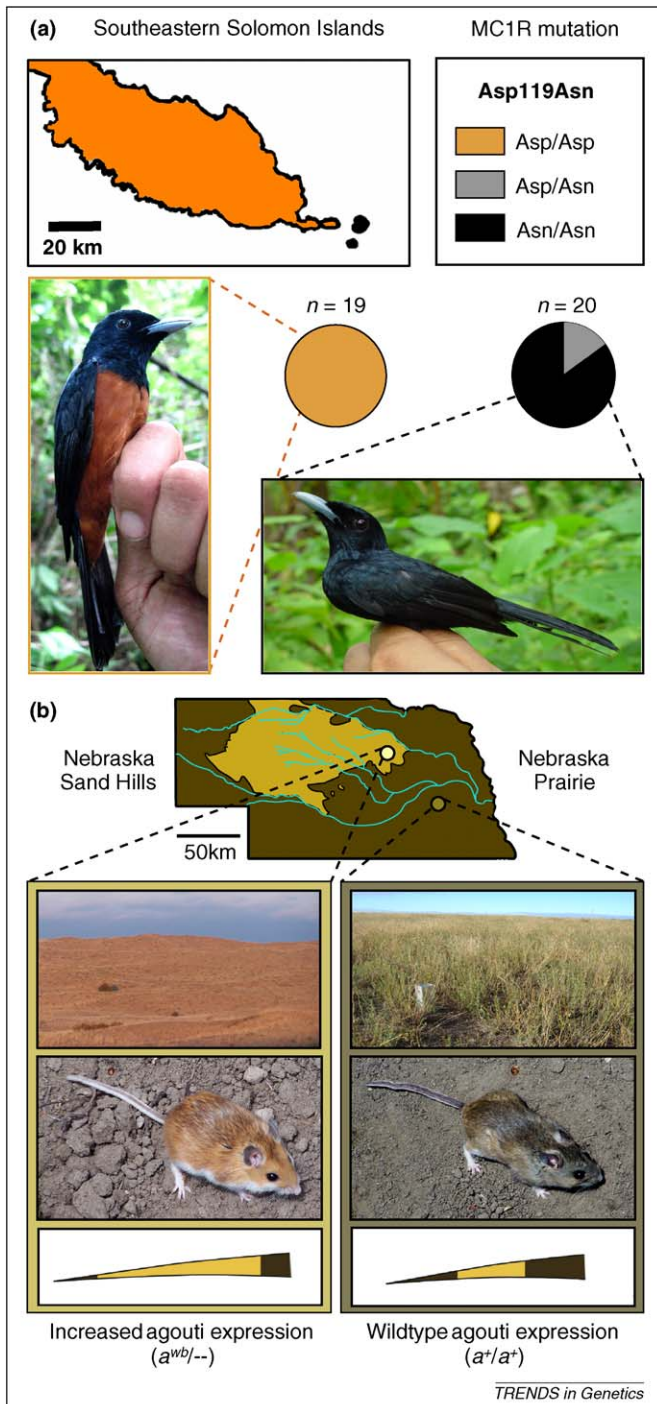 (a)
Southeastern Solomon Islands
MC1R mutation
Asp119Asn
Asp/Asp
Asp/Asn
Asn/Asn
20 km
n = 19
n = 20
(b)
Nebraska
Sand Hills
Nebraska
Prairie
50km
Increased agouti expression
(a^wb/--)
Wildtype agouti expression
(a⁺/a⁺)
TRENDS in Genetics